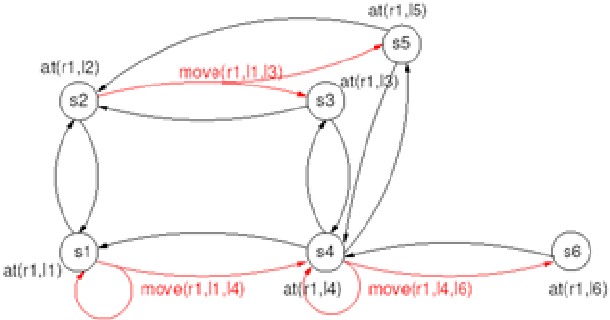 at(r1,l5)
s5
at(r1,l2)
move(r1,l1,l3)
at(r1,l3)
s2
s3
s1
s4
s6
at(r1,l1)
move(r1,l1,l4)
at(r1,l4)
move(r1,l4,l6)
at(r1,l6)